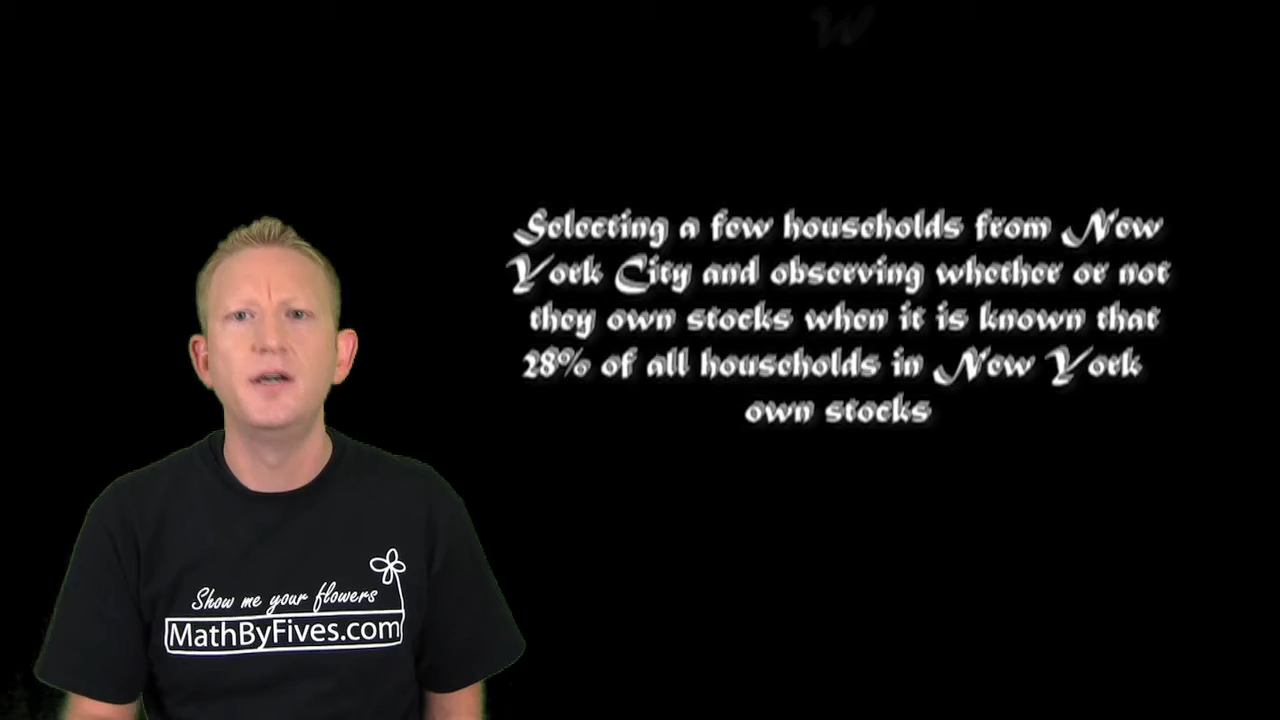 Selecting a few households from New
York City and observing whether or not
they own stocks when it is known that
28% of all households in New York
own stocks
Show me your flowers
MathByFives.com